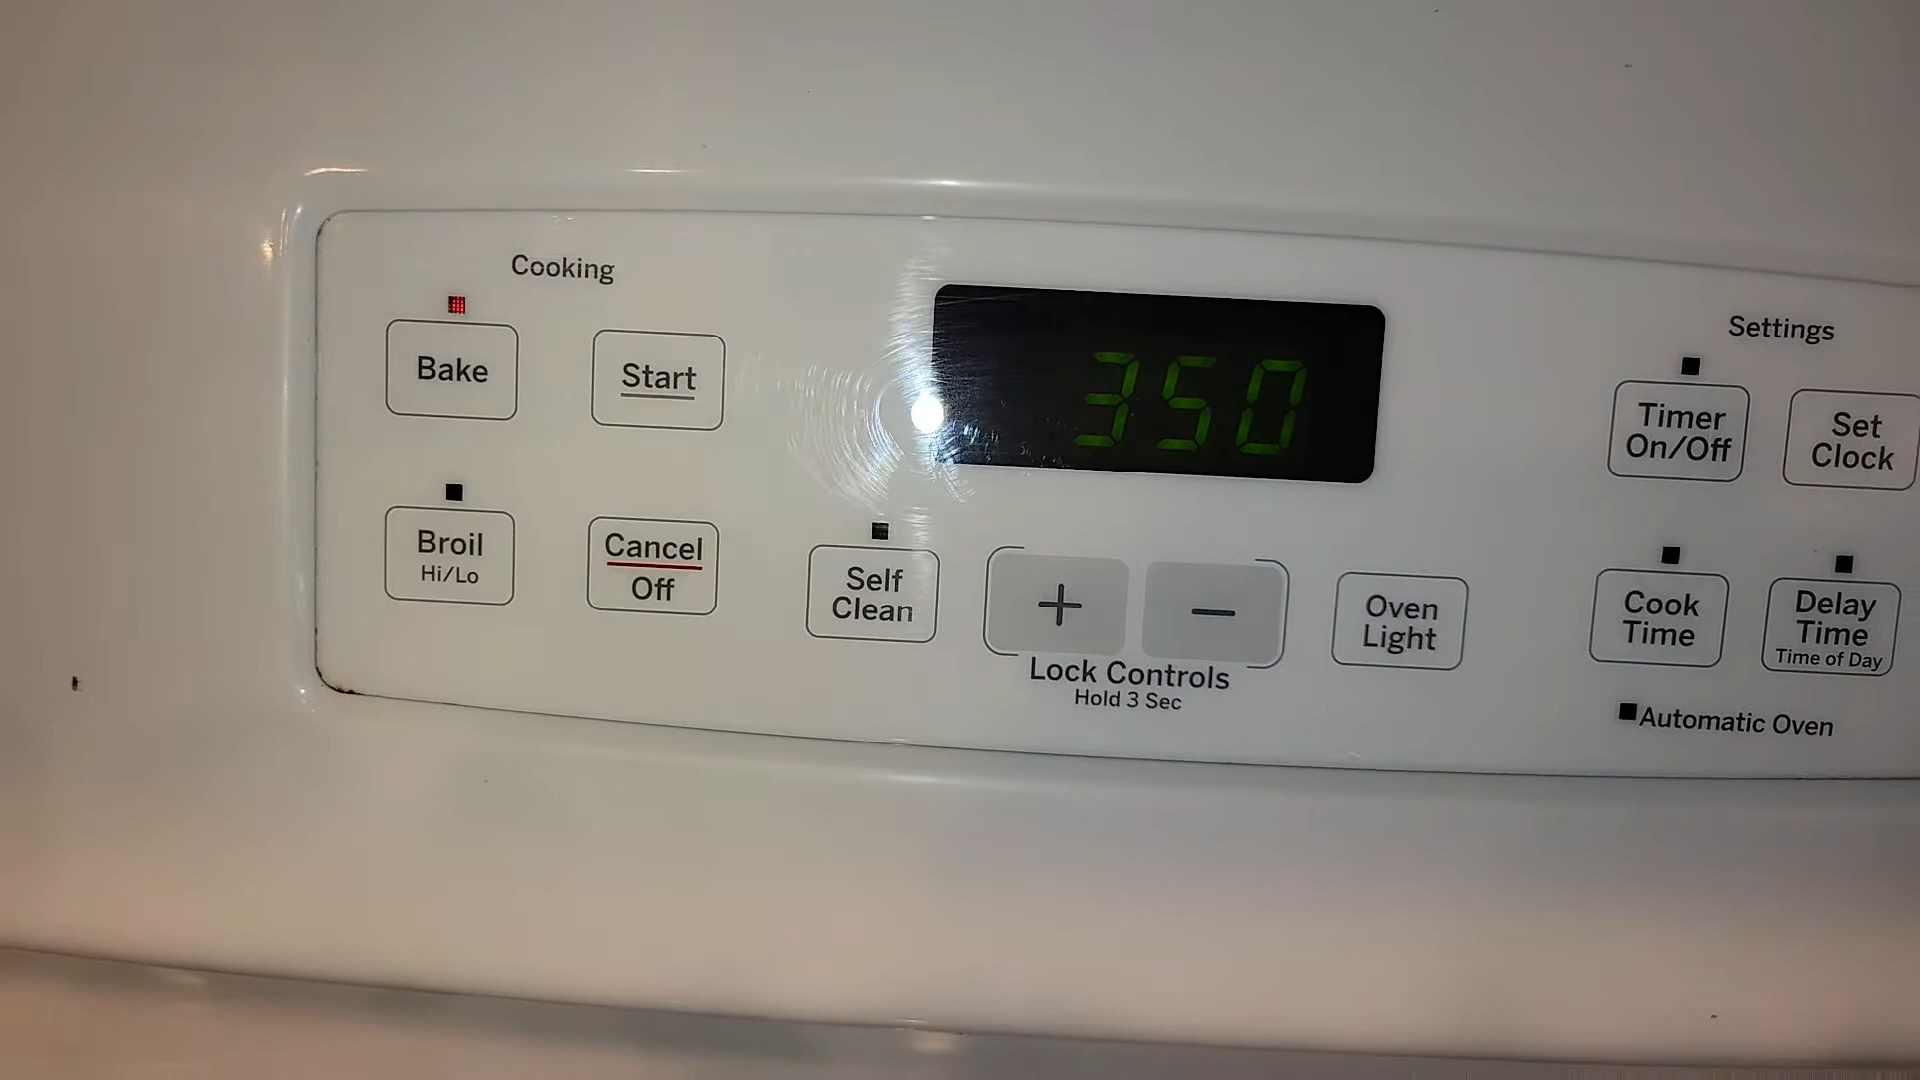 Cooking
Bake
Start
Broil
Hi/Lo
Cancel
Off
Self
Clean
350
+
−
Lock Controls
Hold 3 Sec
Oven
Light
Settings
Timer
On/Off
Set
Clock
Cook
Time
Delay
Time
Time of Day
Automatic Oven